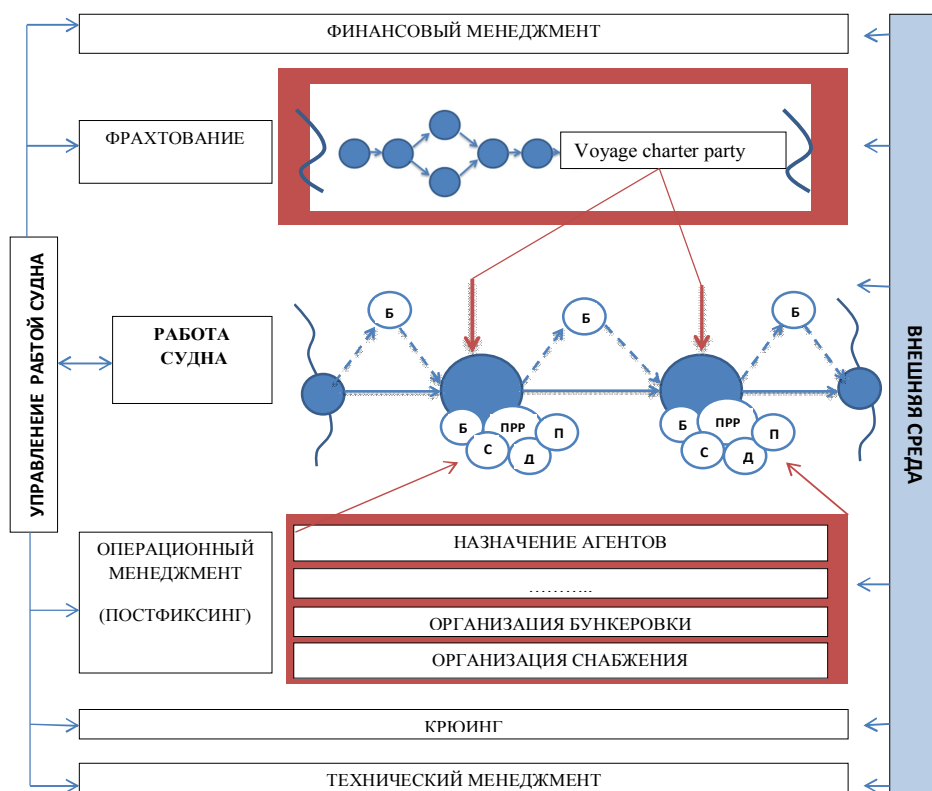 ФИНАНСОВЫЙ МЕНЕДЖМЕНТ
ФРАХТОВАНИЕ
Voyage charter party
УПРАВЛЕНИЕ РАБТОЙ СУДНА
РАБОТА
СУДНА
Б
Б
Б
Б
ПРР
П
С
Д
Б
ПРР
П
С
Д
ВНЕШНЯЯ СРЕДА
ОПЕРАЦИОННЫЙ
МЕНЕДЖМЕНТ
(ПОСТФИКСИНГ)
НАЗНАЧЕНИЕ АГЕНТОВ
………..
ОРГАНИЗАЦИЯ БУНКЕРОВКИ
ОРГАНИЗАЦИЯ СНАБЖЕНИЯ
КРЮИНГ
ТЕХНИЧЕСКИЙ МЕНЕДЖМЕНТ